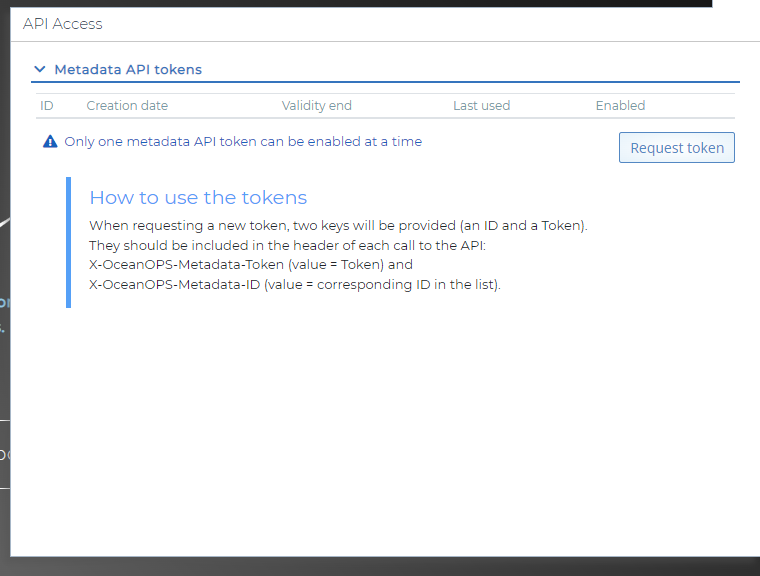 API Access
Metadata API tokens
ID Creation date Validity end Last used Enabled
Only one metadata API token can be enabled at a time
Request token
How to use the tokens
When requesting a new token, two keys will be provided (an ID and a Token).
They should be included in the header of each call to the API:
X-OceanOPS-Metadata-Token (value = Token) and
X-OceanOPS-Metadata-ID (value = corresponding ID in the list).